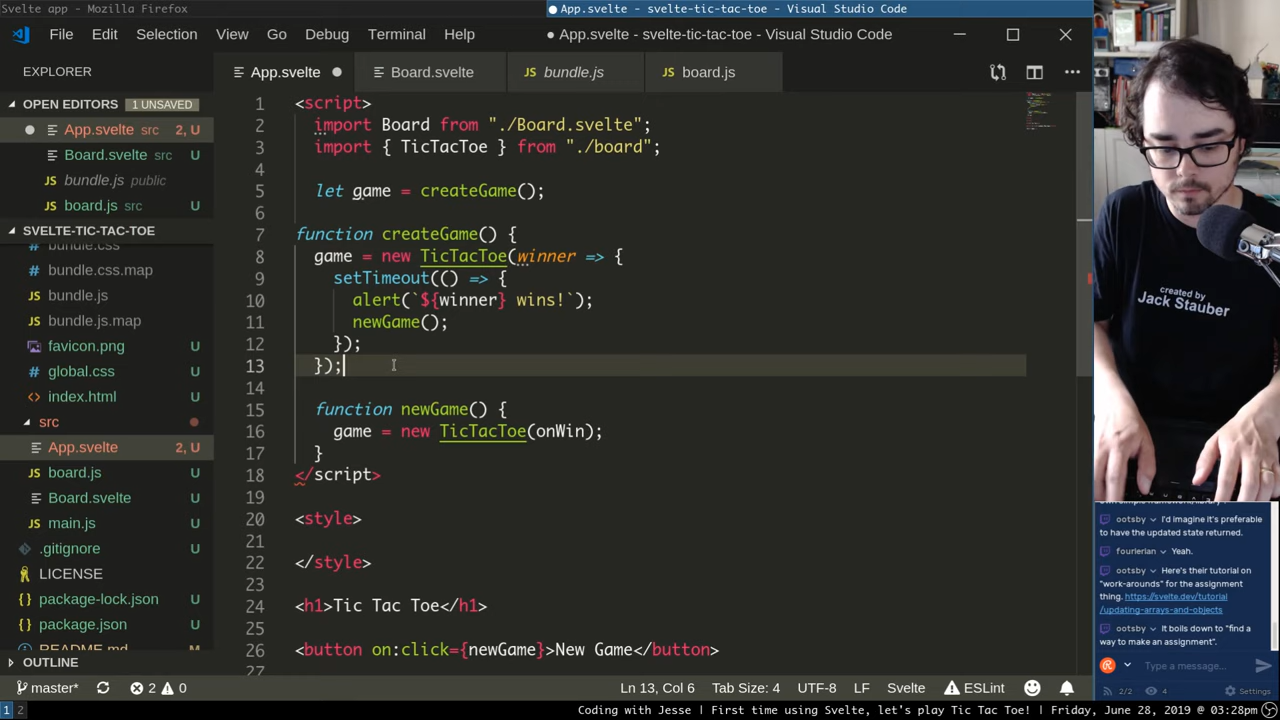 Svelte app - Mozilla Firefox
App.svelte - svelte-tic-tac-toe - Visual Studio Code
File Edit Selection View Go Debug Terminal Help
● App.svelte - svelte-tic-tac-toe - Visual Studio Code
EXPLORER
App.svelte
Board.svelte
bundle.js
board.js
OPEN EDITORS 1 UNSAVED
App.svelte src 2, U
Board.svelte src U
bundle.js public
board.js src U
SVELTE-TIC-TAC-TOE
bundle.css
bundle.css.map
bundle.js
bundle.js.map
favicon.png U
global.css U
index.html U
src
App.svelte 2, U
board.js U
Board.svelte U
main.js U
.gitignore U
LICENSE
package-lock.json U
package.json U
README.md
OUTLINE
1 <script>
2 import Board from "./Board.svelte";
3 import { TicTacToe } from "./board";
4
5 let game = createGame();
6
7 function createGame() {
8 game = new TicTacToe(winner => {
9 setTimeout(() => {
10 alert(`${winner} wins!`);
11 newGame();
12 });
13 });
14
15 function newGame() {
16 game = new TicTacToe(onWin);
17 }
18 </script>
19
20 <style>
21
22 </style>
23
24 <h1>Tic Tac Toe</h1>
25
26 <button on:click={newGame}>New Game</button>
27
master* 2 0
Ln 13, Col 6 Tab Size: 4 UTF-8 LF Svelte ESLint
created by
Jack Stauber
ootsby I'd imagine it's preferable
to have the updated state returned.
fourlerian Yeah.
ootsby Here's their tutorial on
"work-arounds" for the assignment
thing. https://svelte.dev/tutorial
/updating-arrays-and-objects
ootsby It boils down to "find a
way to make an assignment".
Type a message...
2/2 4 Settings
1 2
Coding with Jesse | First time using Svelte, let's play Tic Tac Toe! | Friday, June 28, 2019 @ 03:28pm